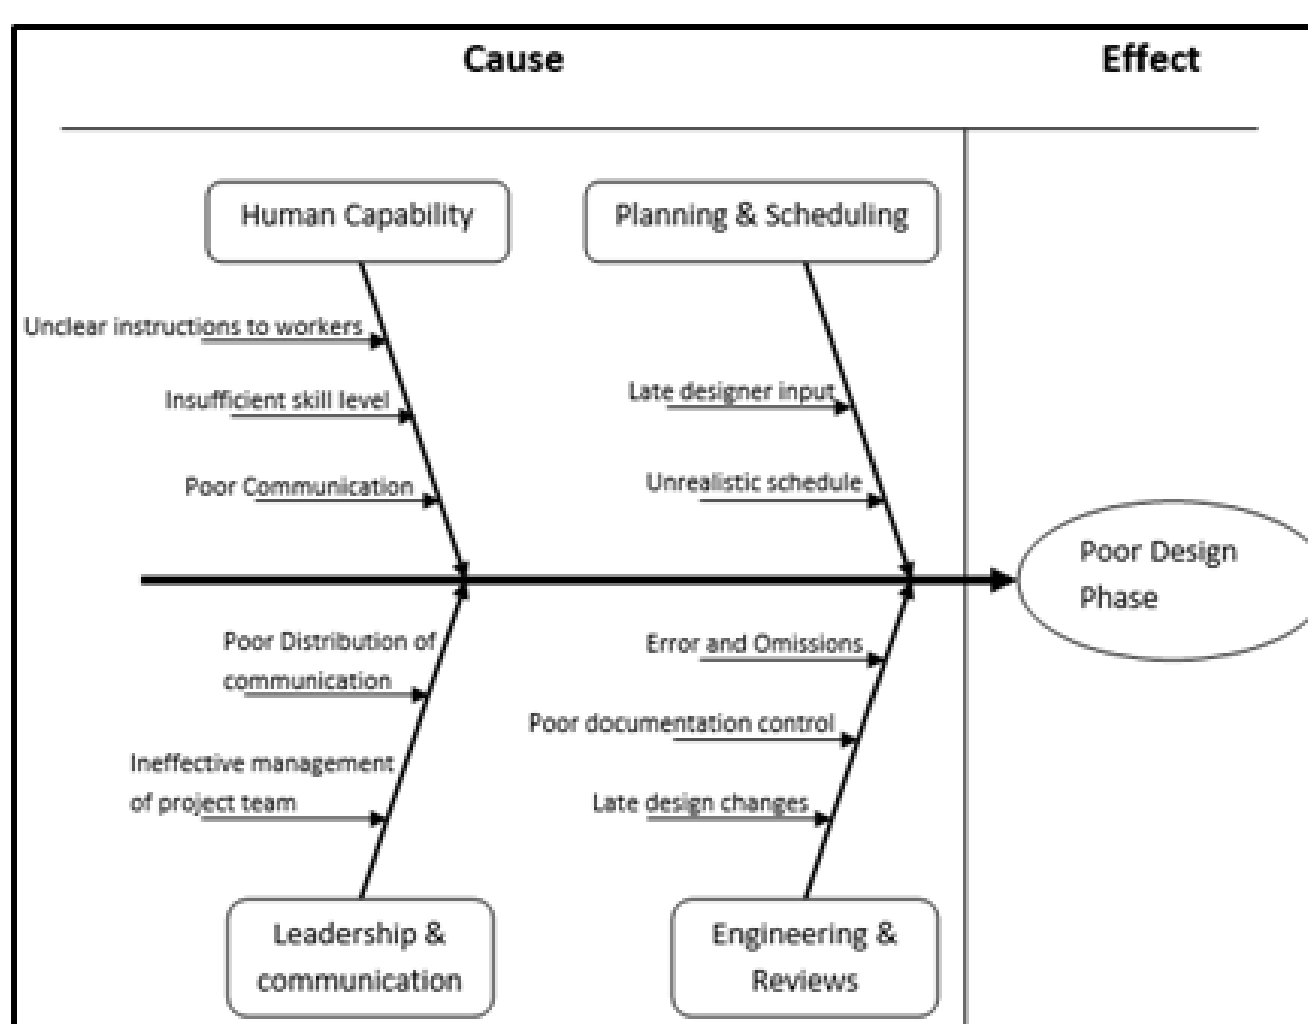 Cause
Effect
Human Capability
Planning & Scheduling
Unclear instructions to workers
Insufficient skill level
Poor Communication
Late designer input
Unrealistic schedule
Poor Design
Phase
Poor Distribution of
communication
Ineffective management
of project team
Error and Omissions
Poor documentation control
Late design changes
Leadership &
communication
Engineering &
Reviews